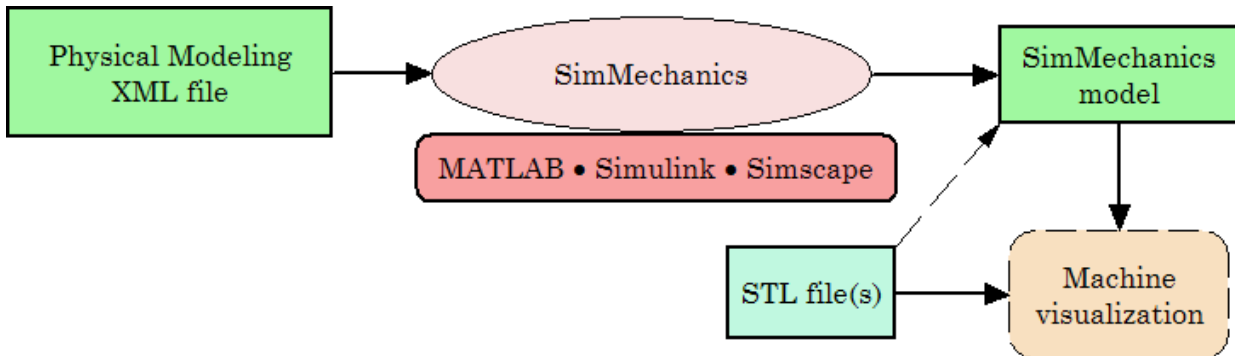 Physical Modeling
XML file
SimMechanics
SimMechanics
model
MATLAB • Simulink • Simscape
STL file(s)
Machine
visualization